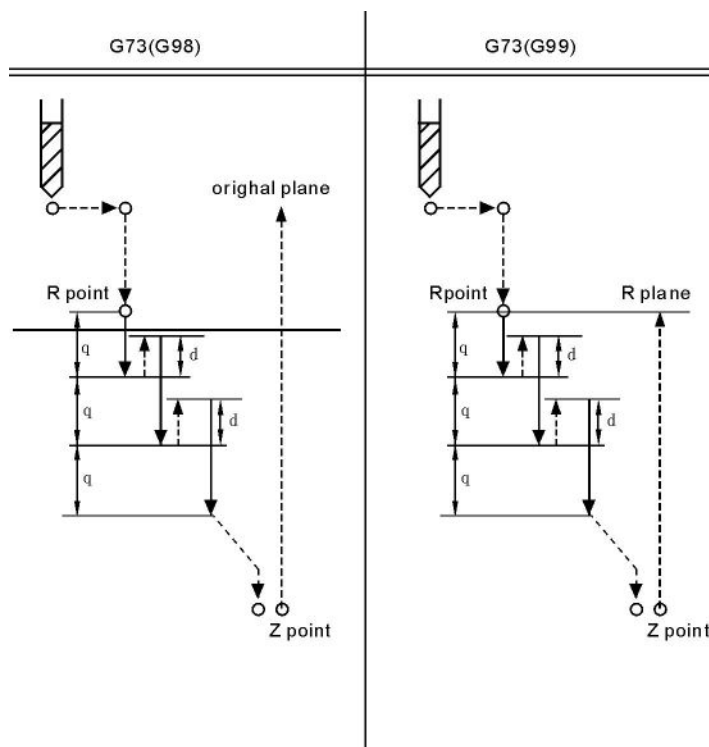 G73(G98)
orighal plane
R point
q
d
q
d
q
Z point
G73(G99)
Rpoint
R plane
q
d
q
d
q
Z point